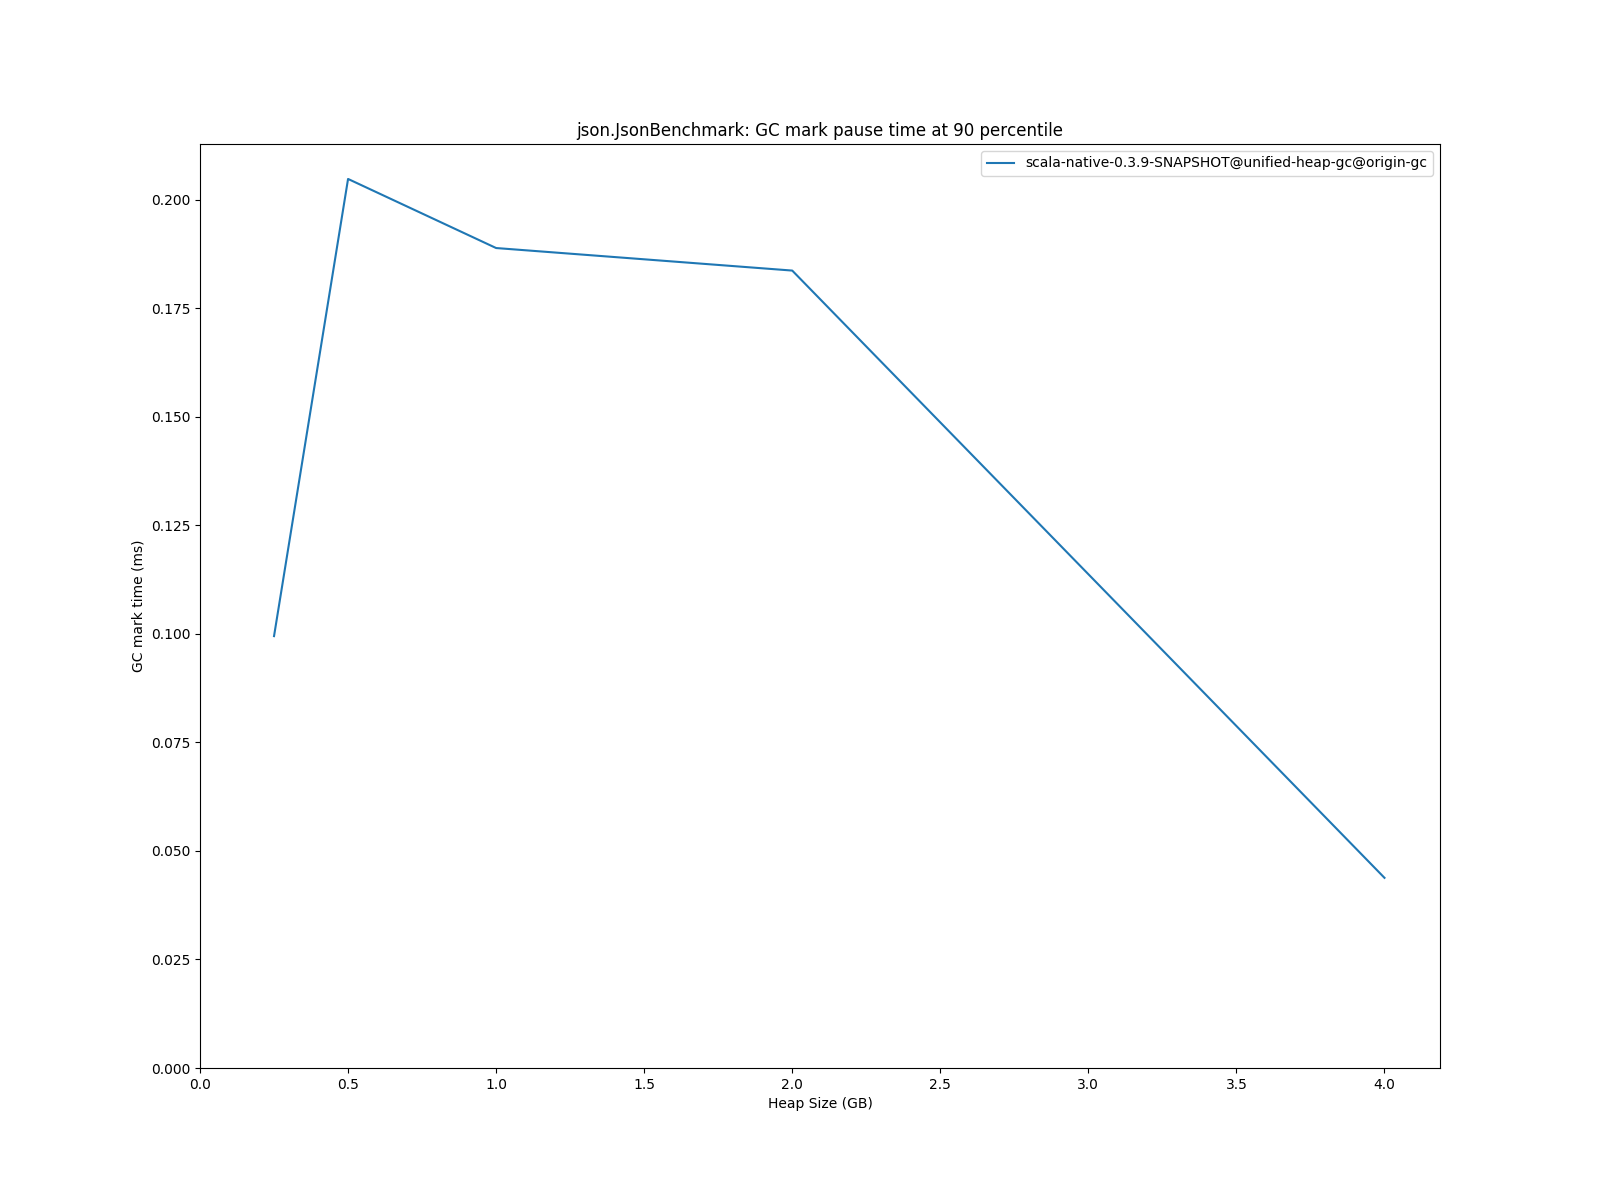 json.JsonBenchmark: GC mark pause time at 90 percentile
scala-native-0.3.9-SNAPSHOT@unified-heap-gc@origin-gc
0.200
0.175
0.150
0.125
0.100
0.075
0.050
0.025
0.000
GC mark time (ms)
0.0 0.5 1.0 1.5 2.0 2.5 3.0 3.5 4.0
Heap Size (GB)